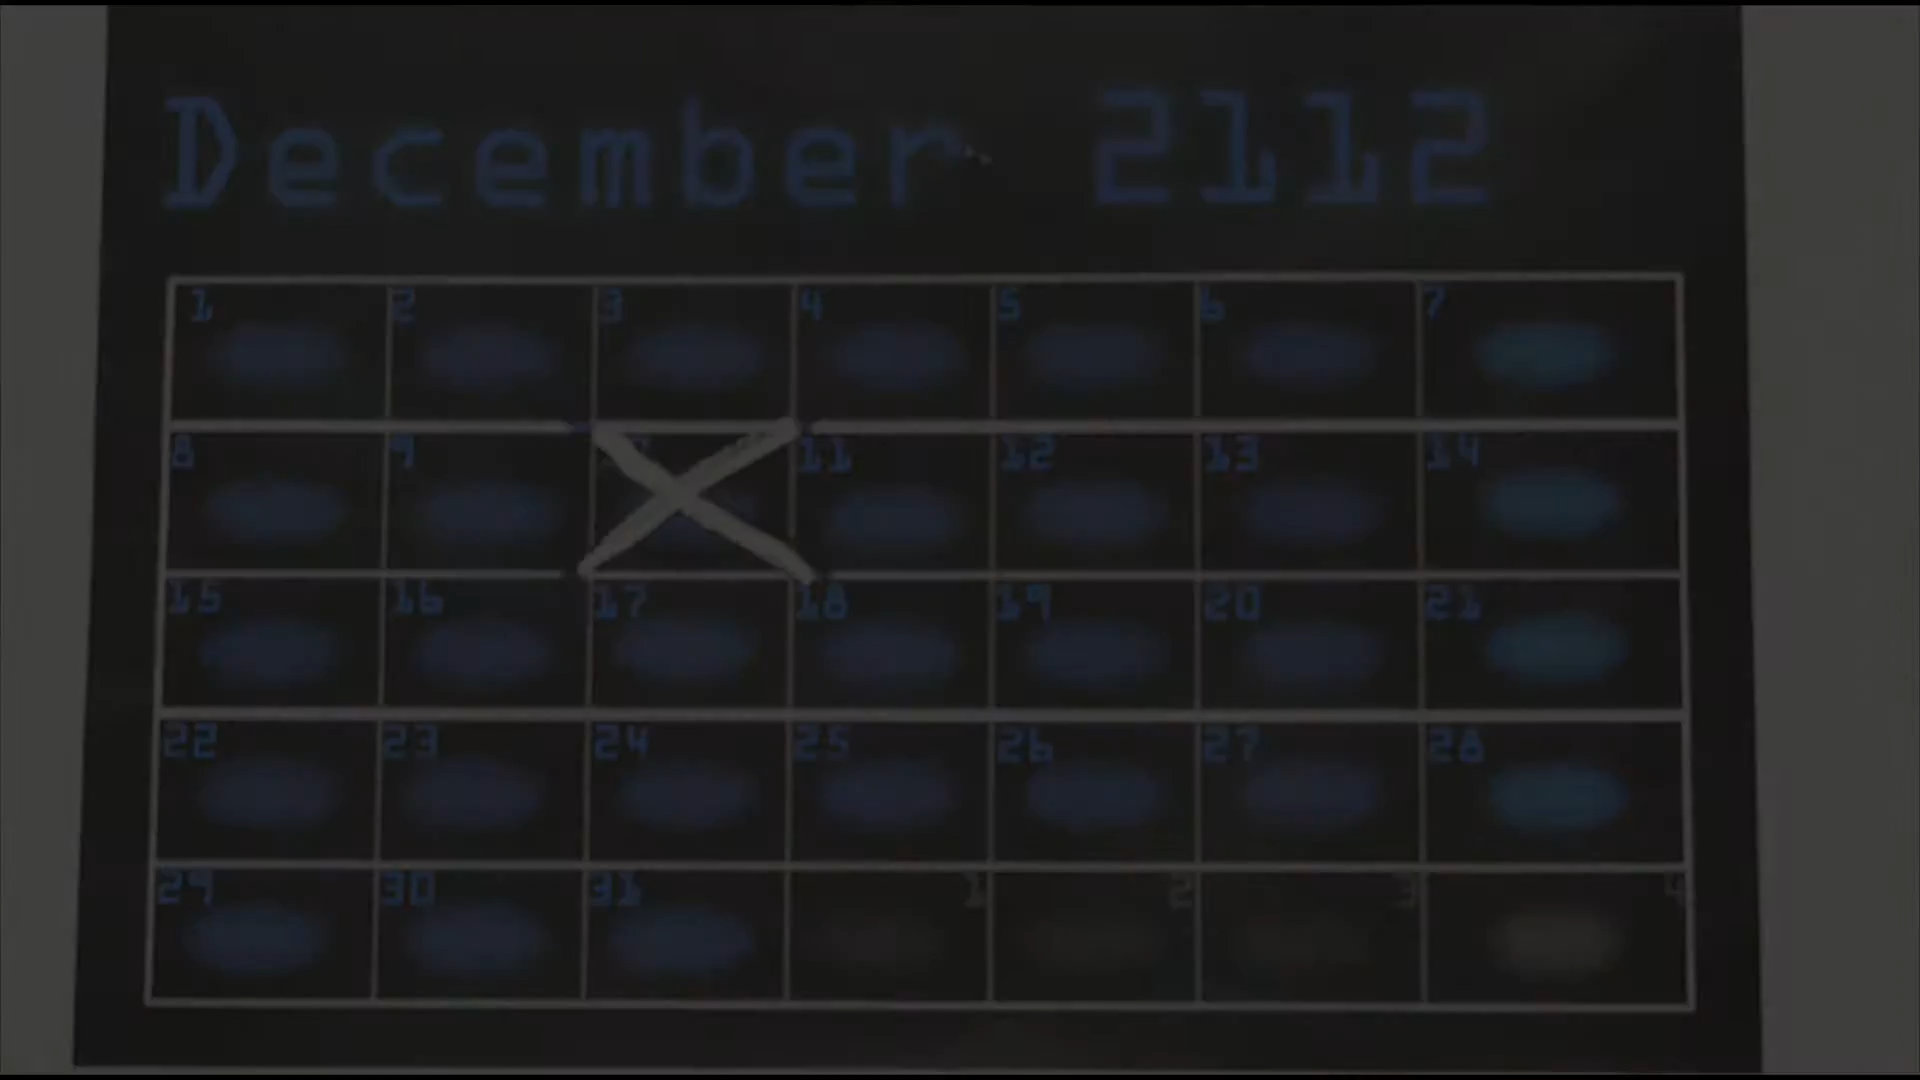 December 2112
1 2 3 4 5 6 7
8 9 11 12 13 14
15 16 17 18 19 20 21
22 23 24 25 26 27 28
29 30 31 1 2 3 4